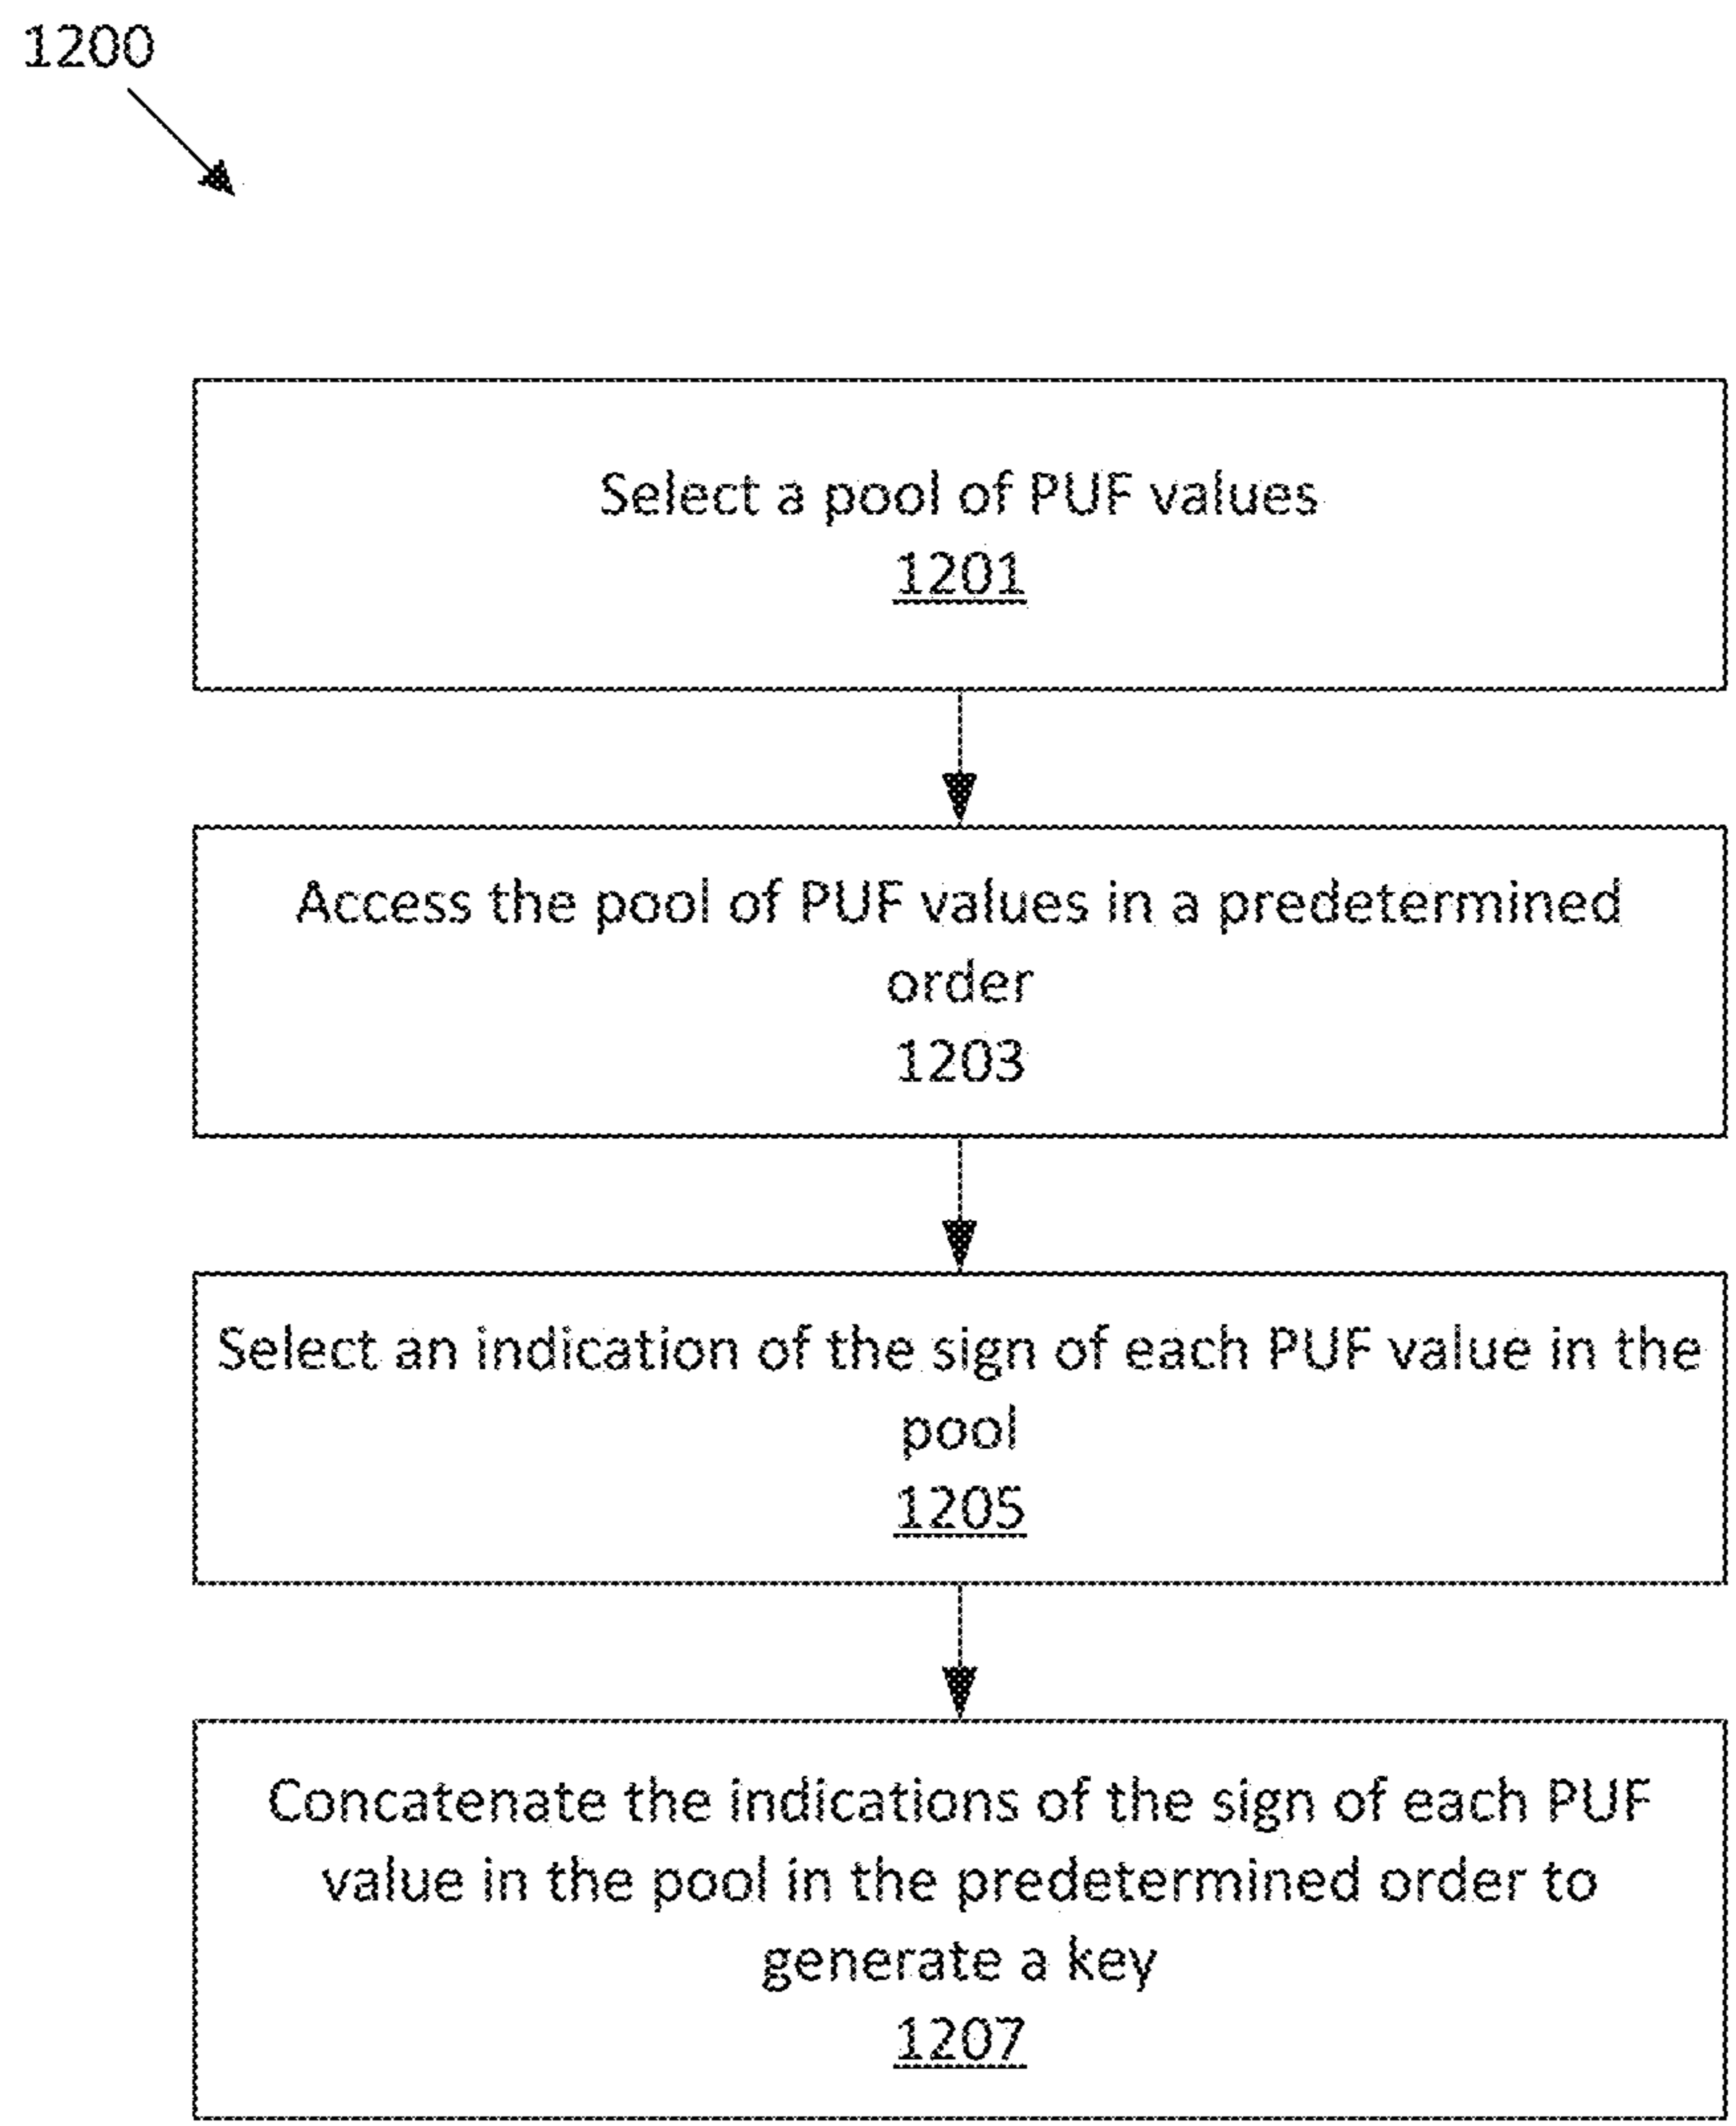 1200
Select a pool of PUF values
1201
Access the pool of PUF values in a predetermined
order
1203
Select an indication of the sign of each PUF value in the
pool
1205
Concatenate the indications of the sign of each PUF
value in the pool in the predetermined order to
generate a key
1207